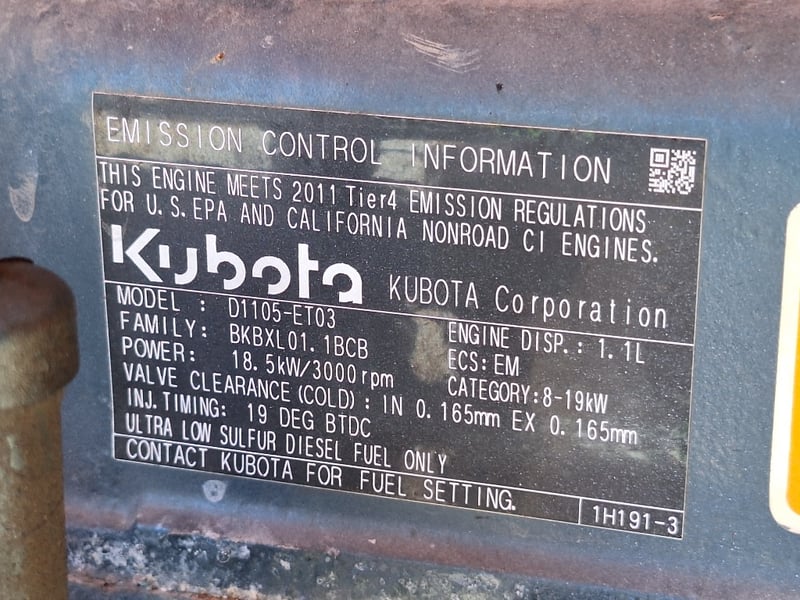 EMISSION CONTROL INFORMATION
THIS ENGINE MEETS 2011 Tier4 EMISSION REGULATIONS
FOR U.S.EPA AND CALIFORNIA NONROAD CI ENGINES.
Kubota KUBOTA Corporation
MODEL : D1105-ET03 ENGINE DISP.: 1.1L
FAMILY: BKBXL01.1BCB ECS: EM
POWER: 18.5kW/3000rpm CATEGORY:8-19kW
VALVE CLEARANCE (COLD) : IN 0.165mm EX 0.165mm
INJ.TIMING: 19 DEG BTDC
ULTRA LOW SULFUR DIESEL FUEL ONLY
CONTACT KUBOTA FOR FUEL SETTING.
1H191-3